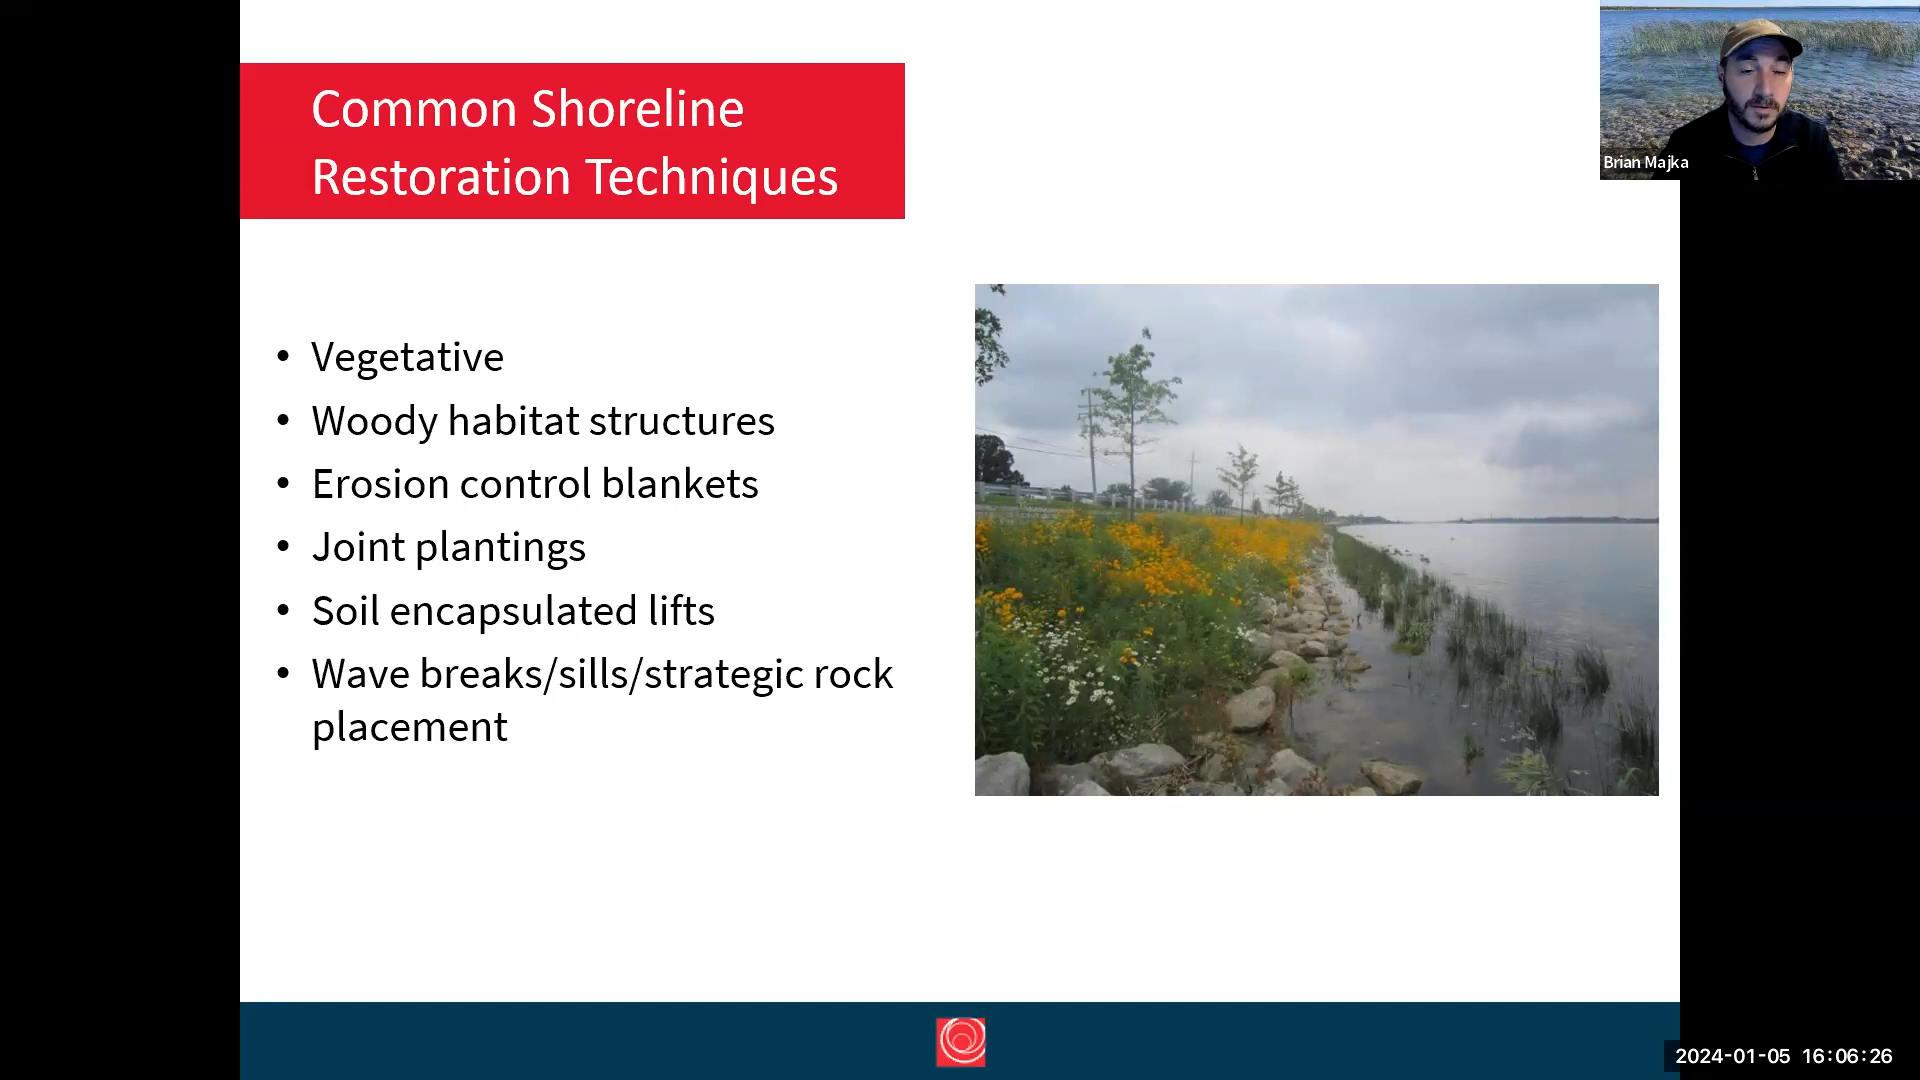 Common Shoreline
Restoration Techniques
Brian Majka
• Vegetative
• Woody habitat structures
• Erosion control blankets
• Joint plantings
• Soil encapsulated lifts
• Wave breaks/sills/strategic rock
placement
2024-01-05 16:06:26